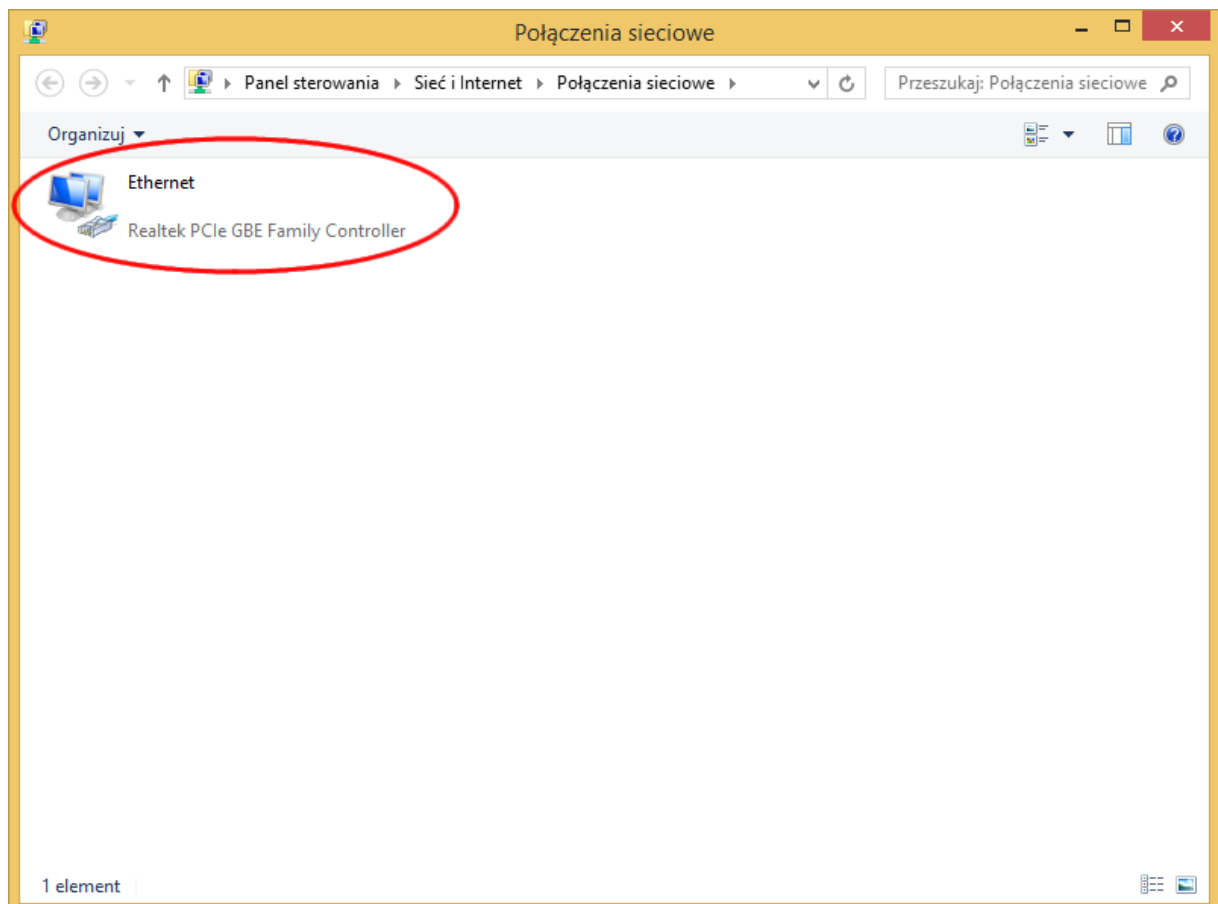 Połączenia sieciowe
Panel sterowania Sieć i Internet Połączenia sieciowe
Przeszukaj: Połączenia sieciowe
Organizuj
Ethernet
Realtek PCIe GBE Family Controller
1 element